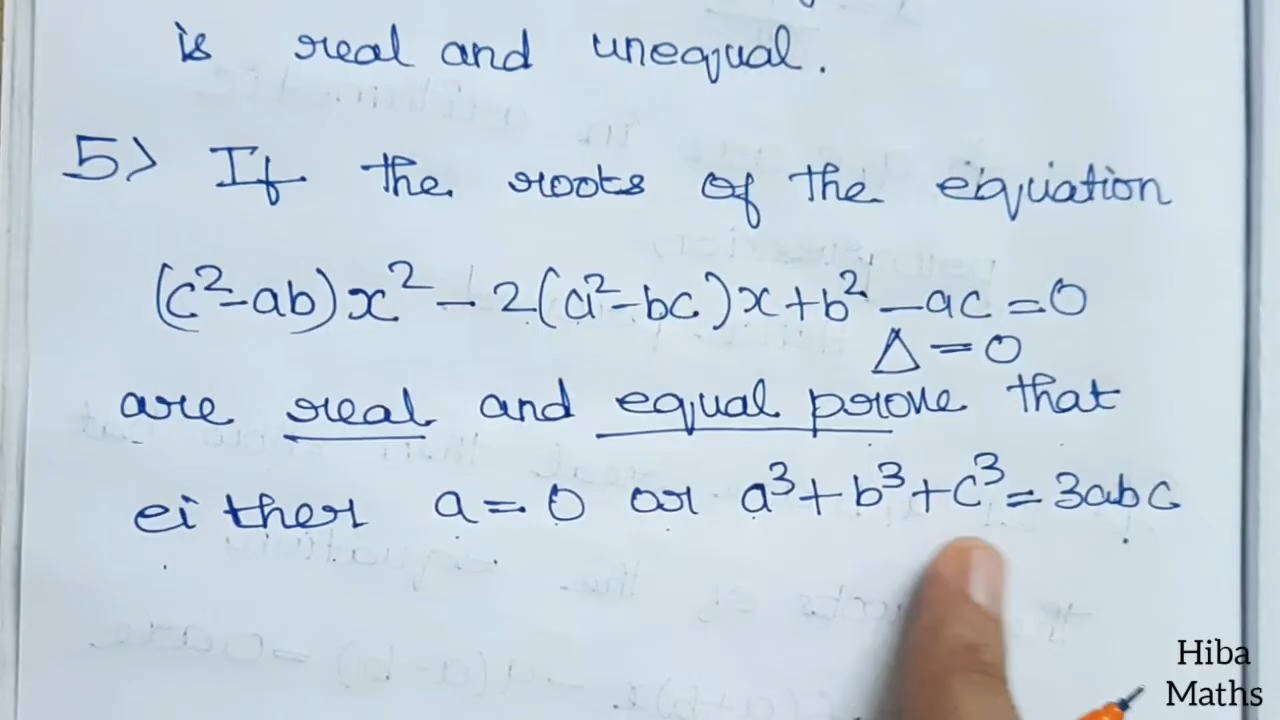 is real and unequal.
5> If the roots of the equation
(c²-ab)x² - 2(a²-bc)x + b² - ac = 0
Δ = 0
are real and equal prove that
either a = 0 or a³ + b³ + c³ = 3abc
Hiba
Maths